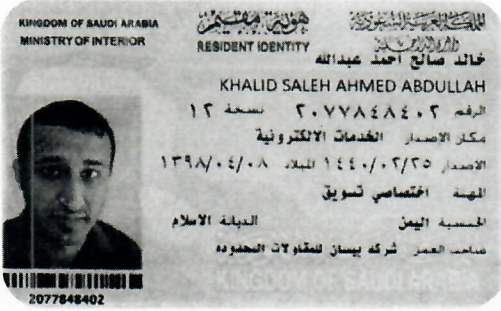 KINGDOM OF SAUDI ARABIA
MINISTRY OF INTERIOR
هوية مقيم
RESIDENT IDENTITY
المملكة العربية السعودية
وزارة الداخلية
خالد صالح احمد عبدالله
KHALID SALEH AHMED ABDULLAH
الرقم ٢٠٧٧٨٤٨٤٠٢ نسخة ١٢
مكان الاصدار الخدمات الالكترونية
الاصدار ١٤٤٠/٠٢/٢٥ الميلاد ١٣٩٨/٠٤/٠٨
المهنة اختصاصي تسويق
الجنسية اليمن الديانة الاسلام
صاحب العمل شركه بيسان للمقاولات المحدوده
KINGDOM OF SAUDI ARABIA
2077848402